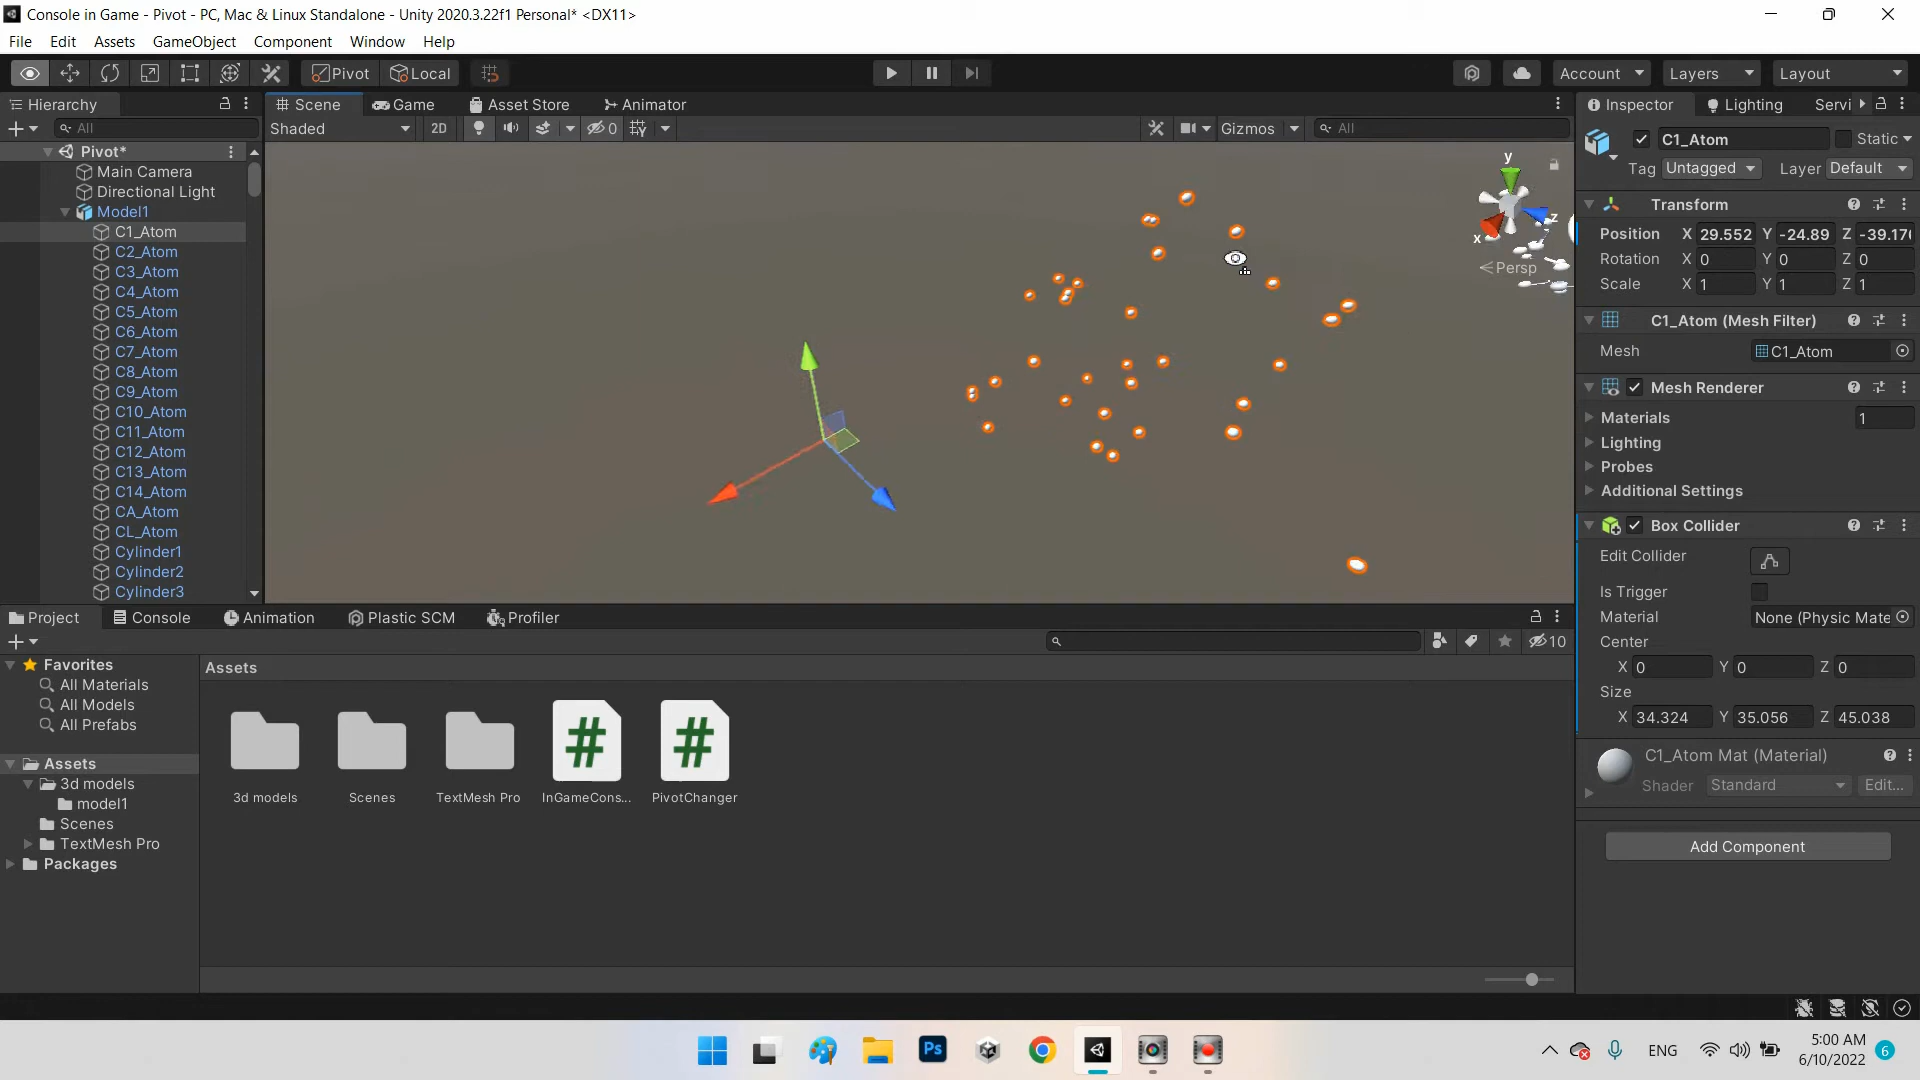 Console in Game - Pivot - PC, Mac & Linux Standalone - Unity 2020.3.22f1 Personal* <DX11>
File Edit Assets GameObject Component Window Help
Pivot Local Account Layers Layout
Hierarchy
All
Pivot*
Main Camera
Directional Light
Model1
C1_Atom
C2_Atom
C3_Atom
C4_Atom
C5_Atom
C6_Atom
C7_Atom
C8_Atom
C9_Atom
C10_Atom
C11_Atom
C12_Atom
C13_Atom
C14_Atom
CA_Atom
CL_Atom
Cylinder1
Cylinder2
Cylinder3
Scene Game Asset Store Animator
Shaded 2D 0 Gizmos All
y
x
z
Persp
Inspector Lighting Servi
C1_Atom Static
Tag Untagged Layer Default
Transform
Position X 29.552 Y -24.89 Z -39.17
Rotation X 0 Y 0 Z 0
Scale X 1 Y 1 Z 1
C1_Atom (Mesh Filter)
Mesh C1_Atom
Mesh Renderer
Materials 1
Lighting
Probes
Additional Settings
Box Collider
Edit Collider
Is Trigger
Material None (Physic Mate
Center
X 0 Y 0 Z 0
Size
X 34.324 Y 35.056 Z 45.038
C1_Atom Mat (Material)
Shader Standard Edit...
Add Component
Project Console Animation Plastic SCM Profiler
10
Favorites
All Materials
All Models
All Prefabs
Assets
3d models
model1
Scenes
TextMesh Pro
Packages
Assets
3d models Scenes TextMesh Pro InGameCons... PivotChanger
Ps
ENG
5:00 AM
6/10/2022
6